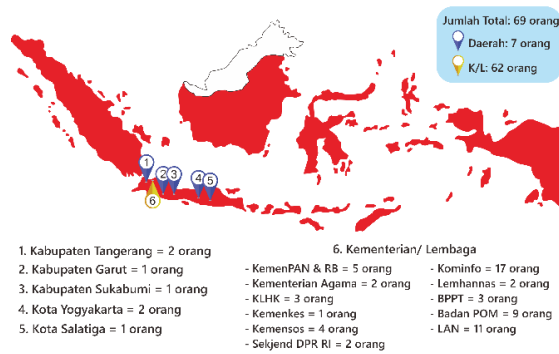 Jumlah Total: 69 orang
Daerah: 7 orang
K/L: 62 orang
1
2
3
4
5
6
1. Kabupaten Tangerang = 2 orang
2. Kabupaten Garut = 1 orang
3. Kabupaten Sukabumi = 1 orang
4. Kota Yogyakarta = 2 orang
5. Kota Salatiga = 1 orang
6. Kementerian/ Lembaga
- KemenPAN & RB = 5 orang
- Kementerian Agama = 2 orang
- KLHK = 3 orang
- Kemenkes = 1 orang
- Kemensos = 4 orang
- Sekjend DPR RI = 2 orang
- Kominfo = 17 orang
- Lemhannas = 2 orang
- BPPT = 3 orang
- Badan POM = 9 orang
- LAN = 11 orang